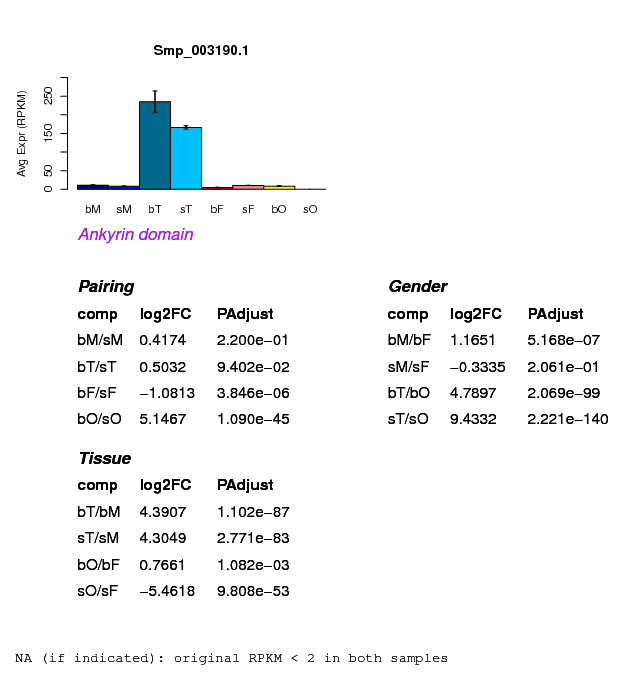 Smp_003190.1
Avg Expr (RPKM)
250
150
50
0
bM sM bT sT bF sF bO sO
Ankyrin domain
Pairing
comp log2FC PAdjust
bM/sM 0.4174 2.200e−01
bT/sT 0.5032 9.402e−02
bF/sF −1.0813 3.846e−06
bO/sO 5.1467 1.090e−45
Gender
comp log2FC PAdjust
bM/bF 1.1651 5.168e−07
sM/sF −0.3335 2.061e−01
bT/bO 4.7897 2.069e−99
sT/sO 9.4332 2.221e−140
Tissue
comp log2FC PAdjust
bT/bM 4.3907 1.102e−87
sT/sM 4.3049 2.771e−83
bO/bF 0.7661 1.082e−03
sO/sF −5.4618 9.808e−53
NA (if indicated): original RPKM < 2 in both samples